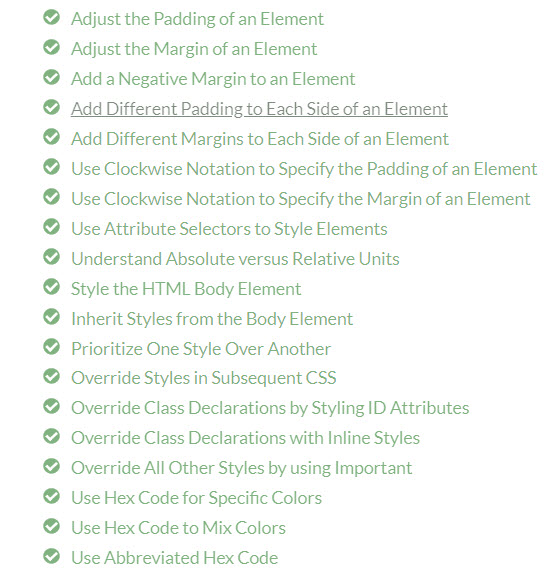 Adjust the Padding of an Element
Adjust the Margin of an Element
Add a Negative Margin to an Element
Add Different Padding to Each Side of an Element
Add Different Margins to Each Side of an Element
Use Clockwise Notation to Specify the Padding of an Element
Use Clockwise Notation to Specify the Margin of an Element
Use Attribute Selectors to Style Elements
Understand Absolute versus Relative Units
Style the HTML Body Element
Inherit Styles from the Body Element
Prioritize One Style Over Another
Override Styles in Subsequent CSS
Override Class Declarations by Styling ID Attributes
Override Class Declarations with Inline Styles
Override All Other Styles by using Important
Use Hex Code for Specific Colors
Use Hex Code to Mix Colors
Use Abbreviated Hex Code